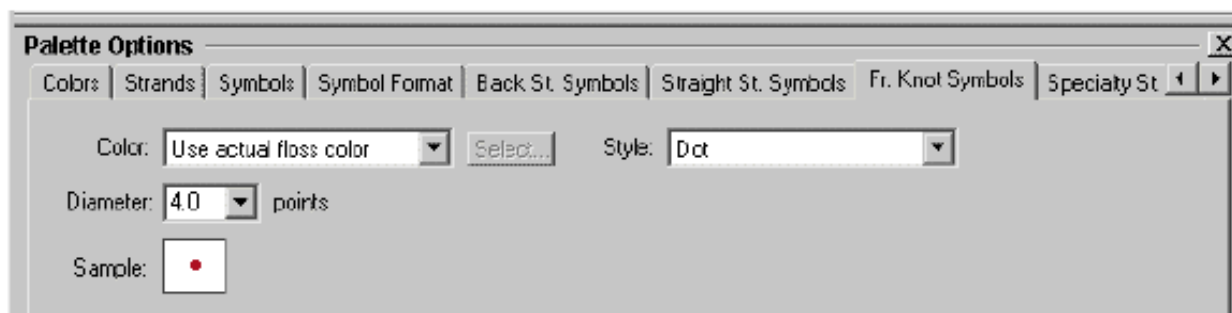 Palette Options X
Colors Strands Symbols Symbol Format Back St. Symbols Straight St. Symbols Fr. Knot Symbols Specialty St
Color: Use actual floss color Select... Style: Dot
Diameter: 4.0 points
Sample: